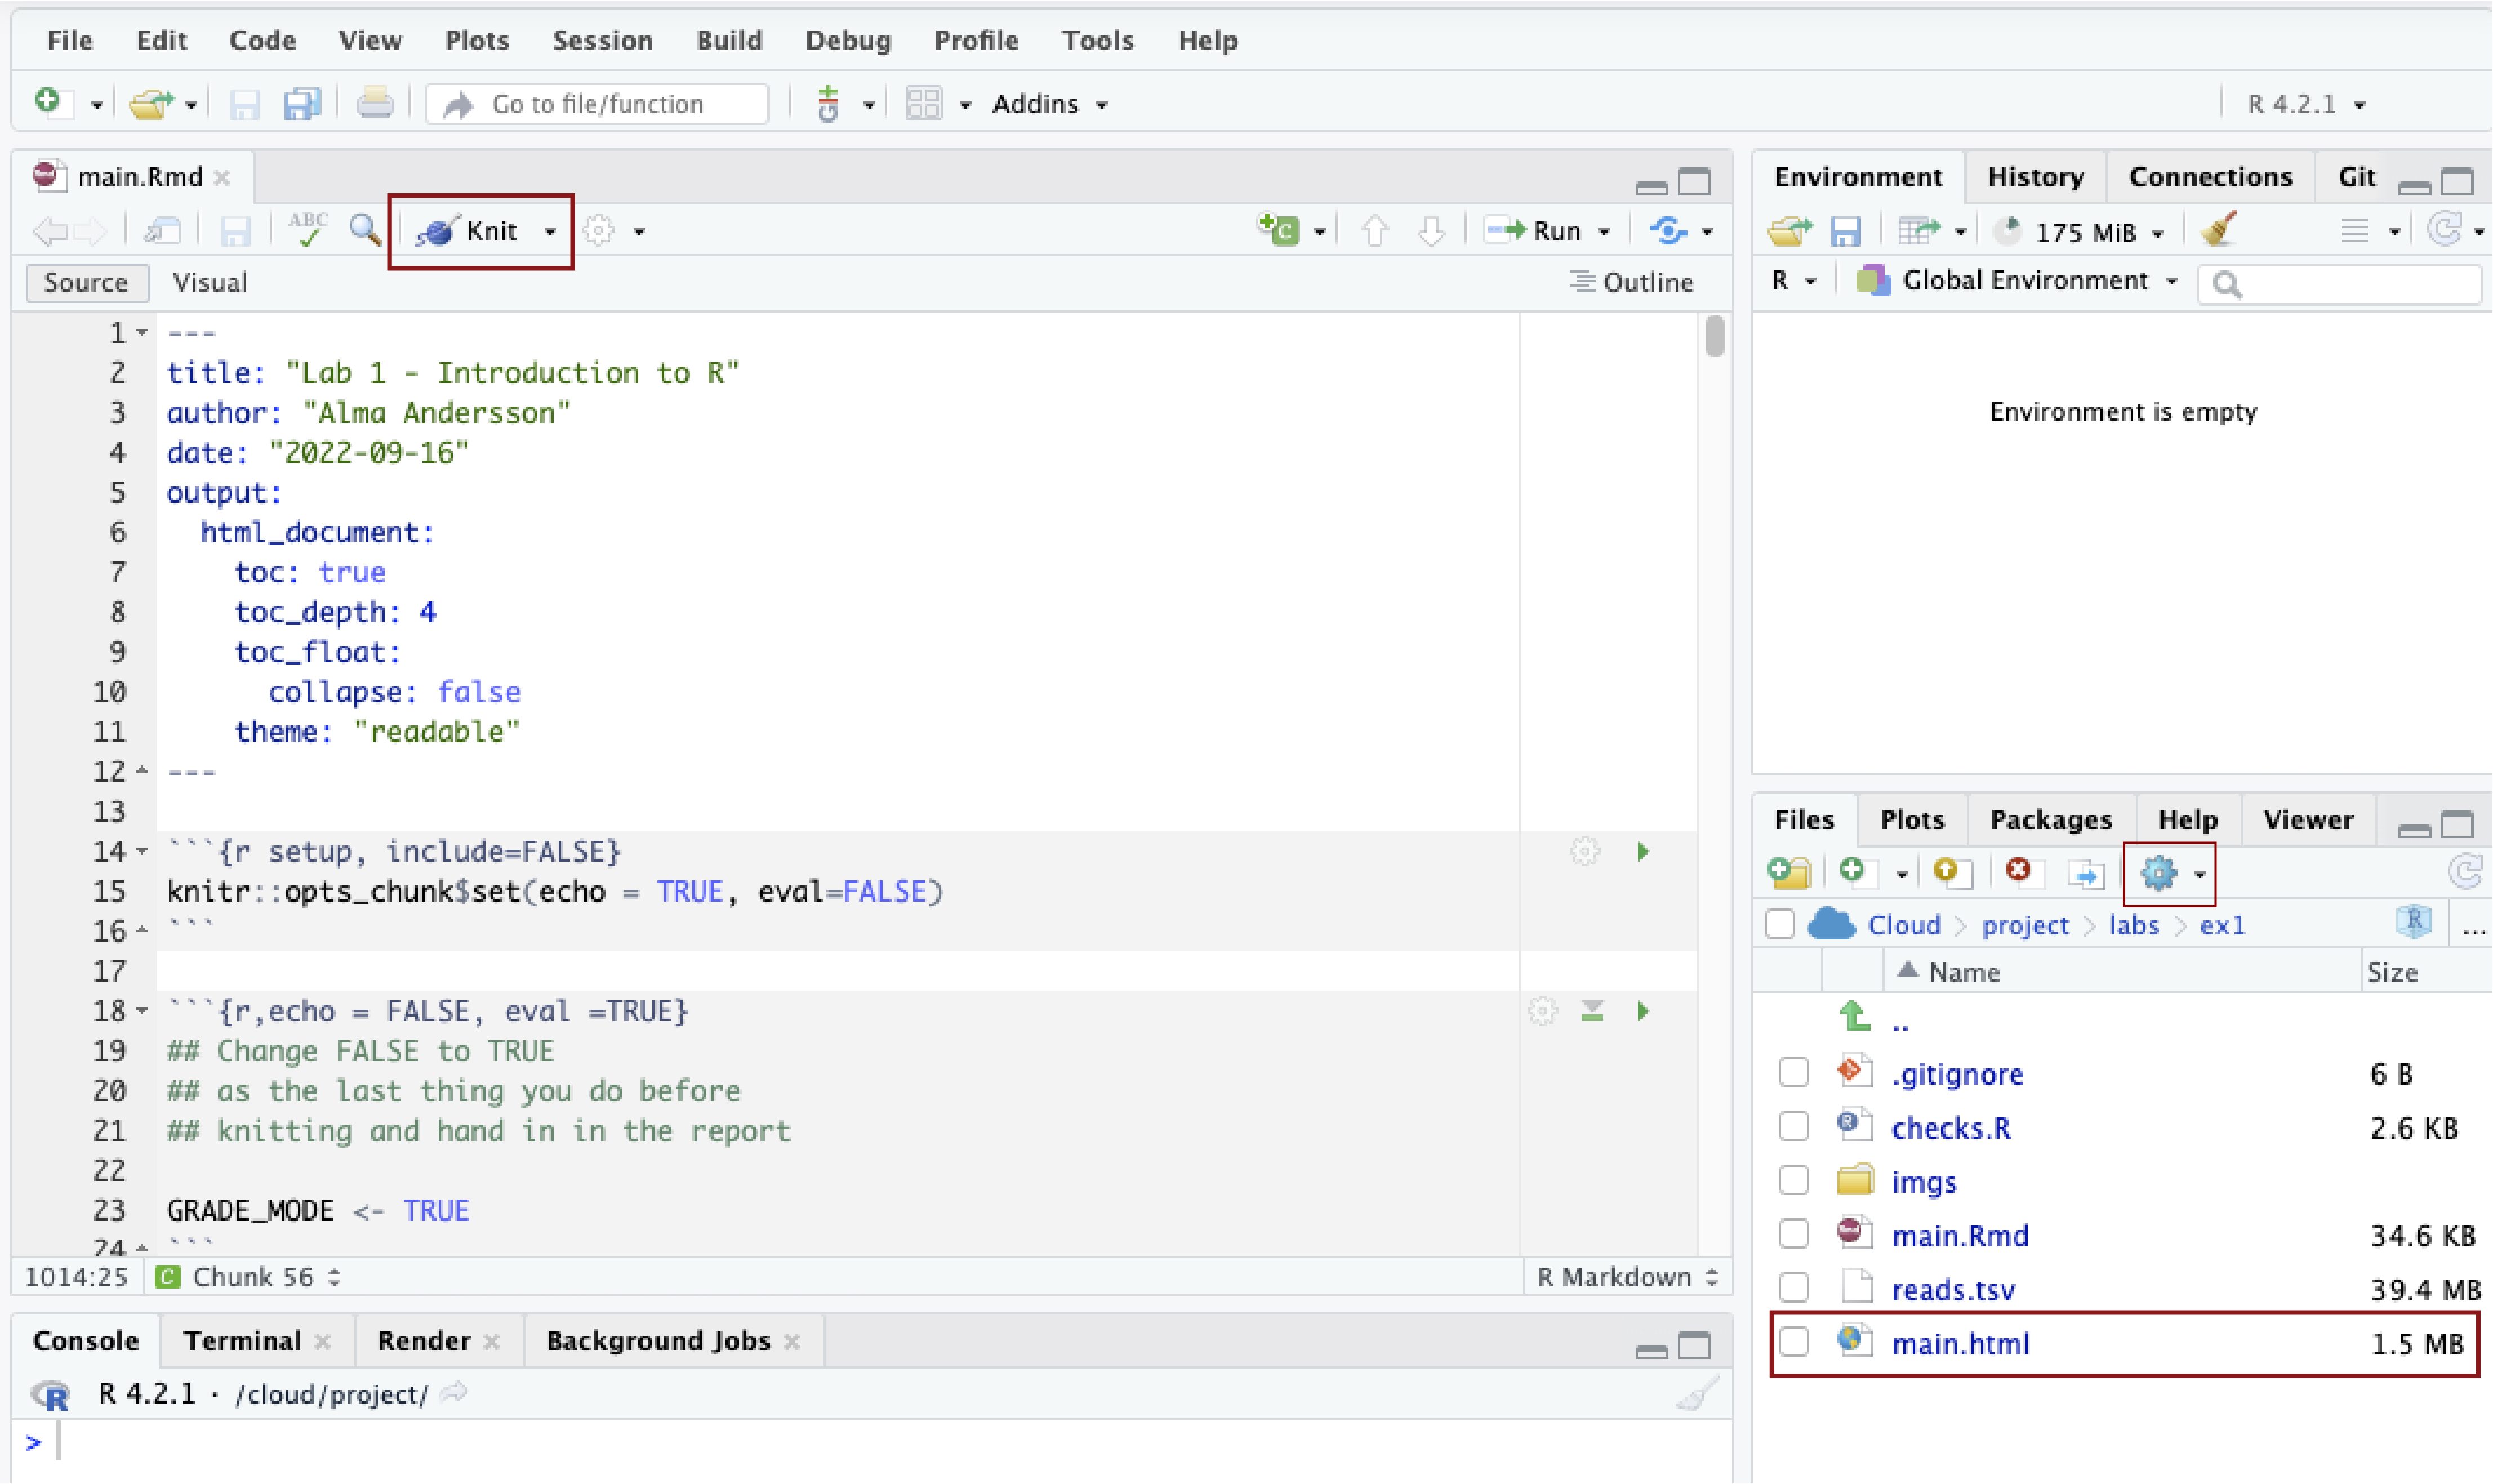 File Edit Code View Plots Session Build Debug Profile Tools Help
Go to file/function Addins R 4.2.1
main.Rmd
ABC Knit Run
Source Visual Outline
1 ---
2 title: "Lab 1 - Introduction to R"
3 author: "Alma Andersson"
4 date: "2022-09-16"
5 output:
6 html_document:
7 toc: true
8 toc_depth: 4
9 toc_float:
10 collapse: false
11 theme: "readable"
12 ---
13
14 ```{r setup, include=FALSE}
15 knitr::opts_chunk$set(echo = TRUE, eval=FALSE)
16 ```
17
18 ```{r,echo = FALSE, eval =TRUE}
19 ## Change FALSE to TRUE
20 ## as the last thing you do before
21 ## knitting and hand in in the report
22
23 GRADE_MODE <- TRUE
24 ```
1014:25 C Chunk 56 R Markdown
Console Terminal Render Background Jobs
R R 4.2.1 · /cloud/project/
>
Environment History Connections Git
175 MiB
R Global Environment
Environment is empty
Files Plots Packages Help Viewer
Cloud > project > labs > ex1 R ...
Name Size
..
.gitignore 6 B
checks.R 2.6 KB
imgs
main.Rmd 34.6 KB
reads.tsv 39.4 MB
main.html 1.5 MB